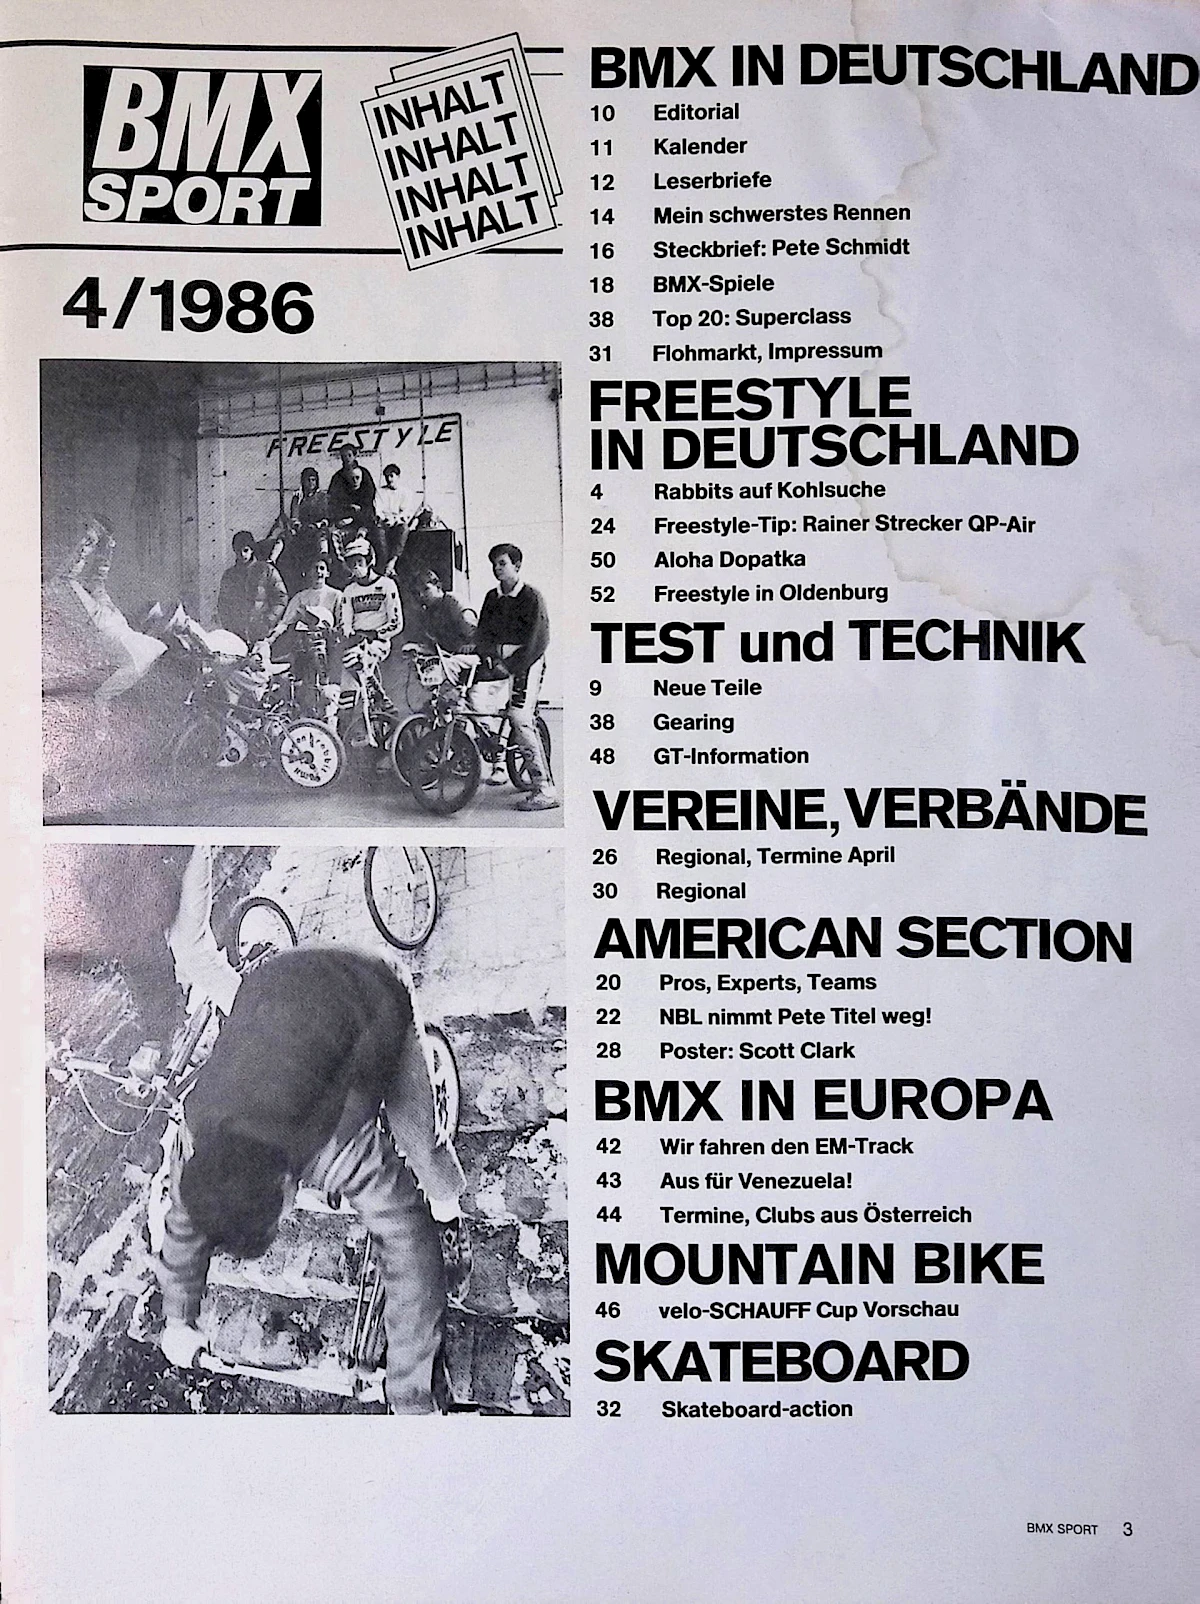 BMX
SPORT
INHALT
INHALT
INHALT
INHALT
4/1986
FREESTYLE
BMX IN DEUTSCHLAND
10 Editorial
11 Kalender
12 Leserbriefe
14 Mein schwerstes Rennen
16 Steckbrief: Pete Schmidt
18 BMX-Spiele
38 Top 20: Superclass
31 Flohmarkt, Impressum
FREESTYLE
IN DEUTSCHLAND
4 Rabbits auf Kohlsuche
24 Freestyle-Tip: Rainer Strecker QP-Air
50 Aloha Dopatka
52 Freestyle in Oldenburg
TEST und TECHNIK
9 Neue Teile
38 Gearing
48 GT-Information
VEREINE, VERBÄNDE
26 Regional, Termine April
30 Regional
AMERICAN SECTION
20 Pros, Experts, Teams
22 NBL nimmt Pete Titel weg!
28 Poster: Scott Clark
BMX IN EUROPA
42 Wir fahren den EM-Track
43 Aus für Venezuela!
44 Termine, Clubs aus Österreich
MOUNTAIN BIKE
46 velo-SCHAUFF Cup Vorschau
SKATEBOARD
32 Skateboard-action
BMX SPORT 3